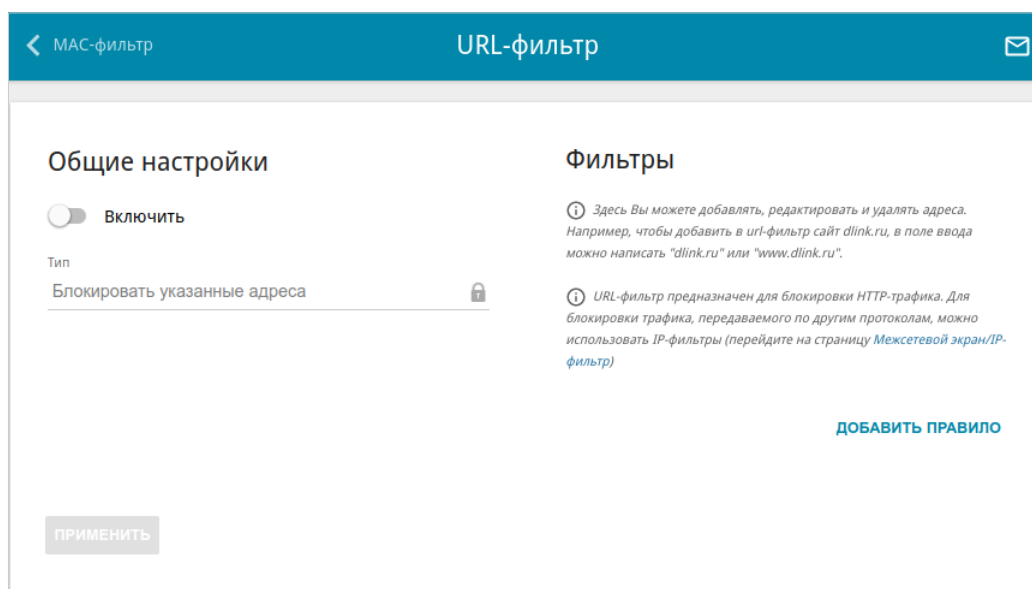 МАС-фильтр
URL-фильтр
Общие настройки
Включить
Тип
Блокировать указанные адреса
ПРИМЕНИТЬ
Фильтры
Здесь Вы можете добавлять, редактировать и удалять адреса.
Например, чтобы добавить в url-фильтр сайт dlink.ru, в поле ввода
можно написать "dlink.ru" или "www.dlink.ru".
URL-фильтр предназначен для блокировки HTTP-трафика. Для
блокировки трафика, передаваемого по другим протоколам, можно
использовать IP-фильтры (перейдите на страницу Межсетевой экран/IP-
фильтр)
ДОБАВИТЬ ПРАВИЛО